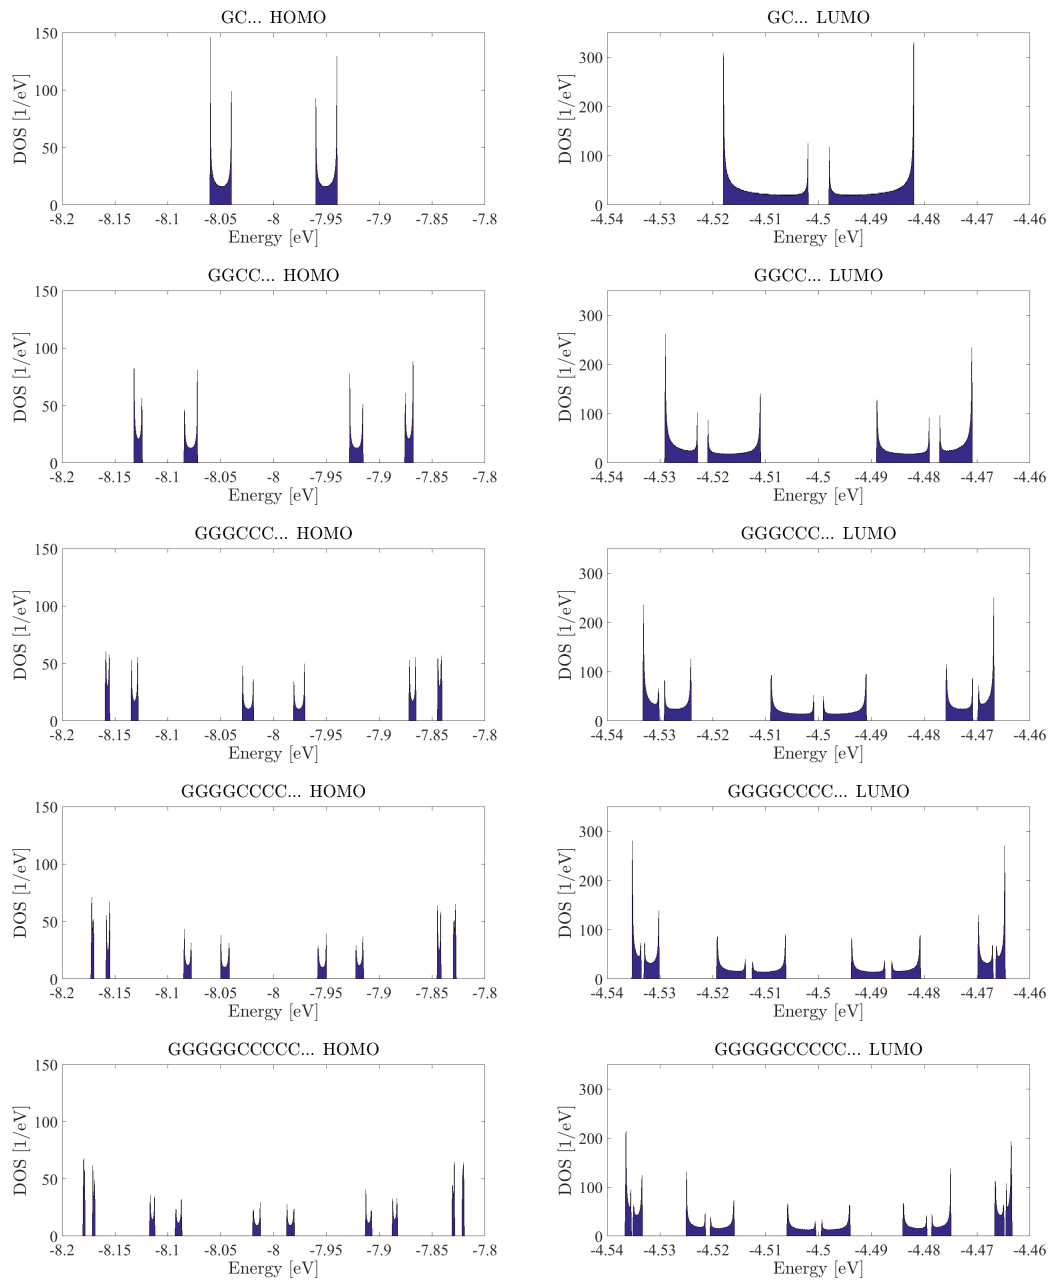 GC... HOMO
150
100
50
0
DOS [1/eV]
-8.2 -8.15 -8.1 -8.05 -8 -7.95 -7.9 -7.85 -7.8
Energy [eV]
GC... LUMO
300
200
100
0
DOS [1/eV]
-4.54 -4.53 -4.52 -4.51 -4.5 -4.49 -4.48 -4.47 -4.46
Energy [eV]
GGCC... HOMO
150
100
50
0
DOS [1/eV]
-8.2 -8.15 -8.1 -8.05 -8 -7.95 -7.9 -7.85 -7.8
Energy [eV]
GGCC... LUMO
300
200
100
0
DOS [1/eV]
-4.54 -4.53 -4.52 -4.51 -4.5 -4.49 -4.48 -4.47 -4.46
Energy [eV]
GGGCCC... HOMO
150
100
50
0
DOS [1/eV]
-8.2 -8.15 -8.1 -8.05 -8 -7.95 -7.9 -7.85 -7.8
Energy [eV]
GGGCCC... LUMO
300
200
100
0
DOS [1/eV]
-4.54 -4.53 -4.52 -4.51 -4.5 -4.49 -4.48 -4.47 -4.46
Energy [eV]
GGGGCCCC... HOMO
150
100
50
0
DOS [1/eV]
-8.2 -8.15 -8.1 -8.05 -8 -7.95 -7.9 -7.85 -7.8
Energy [eV]
GGGGCCCC... LUMO
300
200
100
0
DOS [1/eV]
-4.54 -4.53 -4.52 -4.51 -4.5 -4.49 -4.48 -4.47 -4.46
Energy [eV]
GGGGGCCCCC... HOMO
150
100
50
0
DOS [1/eV]
-8.2 -8.15 -8.1 -8.05 -8 -7.95 -7.9 -7.85 -7.8
Energy [eV]
GGGGGCCCCC... LUMO
300
200
100
0
DOS [1/eV]
-4.54 -4.53 -4.52 -4.51 -4.5 -4.49 -4.48 -4.47 -4.46
Energy [eV]